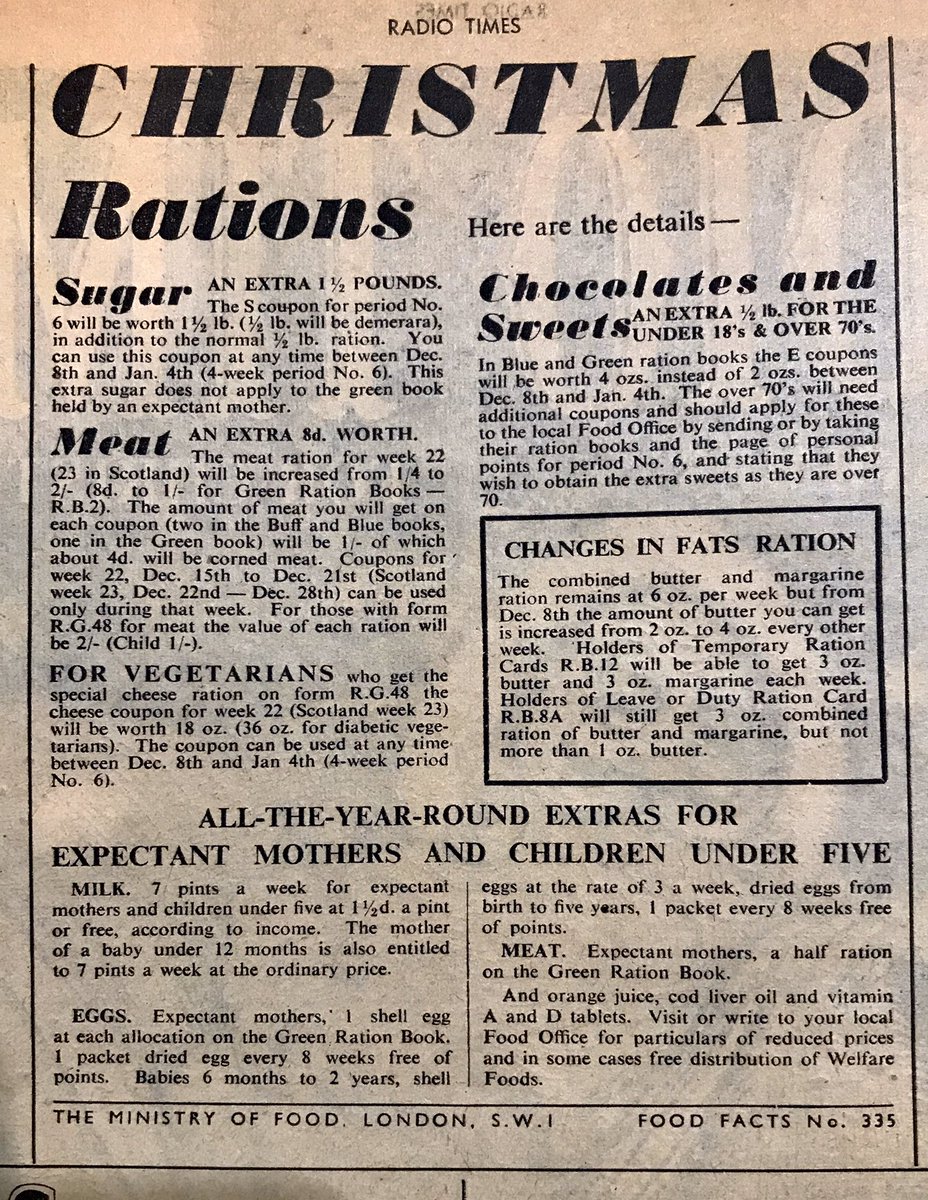 RADIO TIMES
CHRISTMAS
Rations
Here are the details —
Sugar AN EXTRA 1½ POUNDS.
The S coupon for period No.
6 will be worth 1½ lb. (½ lb. will be demerara),
in addition to the normal ½ lb. ration. You
can use this coupon at any time between Dec.
8th and Jan. 4th (4-week period No. 6). This
extra sugar does not apply to the green book
held by an expectant mother.
Meat AN EXTRA 8d. WORTH.
The meat ration for week 22
(23 in Scotland) will be increased from 1/4 to
2/- (8d. to 1/- for Green Ration Books —
R.B.2). The amount of meat you will get on
each coupon (two in the Buff and Blue books,
one in the Green book) will be 1/- of which
about 4d. will be corned meat. Coupons for
week 22, Dec. 15th to Dec. 21st (Scotland
week 23, Dec. 22nd — Dec. 28th) can be used
only during that week. For those with form
R.G.48 for meat the value of each ration will
be 2/- (Child 1/-).
FOR VEGETARIANS who get the
special cheese ration on form R.G.48 the
cheese coupon for week 22 (Scotland week 23)
will be worth 18 oz. (36 oz. for diabetic vege-
tarians). The coupon can be used at any time
between Dec. 8th and Jan 4th (4-week period
No. 6).
Chocolates and
Sweets AN EXTRA ½ lb. FOR THE
UNDER 18's & OVER 70's.
In Blue and Green ration books the E coupons
will be worth 4 ozs. instead of 2 ozs. between
Dec. 8th and Jan. 4th. The over 70's will need
additional coupons and should apply for these
to the local Food Office by sending or by taking
their ration books and the page of personal
points for period No. 6, and stating that they
wish to obtain the extra sweets as they are over
70.
CHANGES IN FATS RATION
The combined butter and margarine
ration remains at 6 oz. per week but from
Dec. 8th the amount of butter you can get
is increased from 2 oz. to 4 oz. every other
week. Holders of Temporary Ration
Cards R.B.12 will be able to get 3 oz.
butter and 3 oz. margarine each week.
Holders of Leave or Duty Ration Card
R.B.8A will still get 3 oz. combined
ration of butter and margarine, but not
more than 1 oz. butter.
ALL-THE-YEAR-ROUND EXTRAS FOR
EXPECTANT MOTHERS AND CHILDREN UNDER FIVE
MILK. 7 pints a week for expectant
mothers and children under five at 1½d. a pint
or free, according to income. The mother
of a baby under 12 months is also entitled
to 7 pints a week at the ordinary price.
EGGS. Expectant mothers, 1 shell egg
at each allocation on the Green Ration Book.
1 packet dried egg every 8 weeks free of
points. Babies 6 months to 2 years, shell
eggs at the rate of 3 a week, dried eggs from
birth to five years, 1 packet every 8 weeks free
of points.
MEAT. Expectant mothers, a half ration
on the Green Ration Book.
And orange juice, cod liver oil and vitamin
A and D tablets. Visit or write to your local
Food Office for particulars of reduced prices
and in some cases free distribution of Welfare
Foods.
THE MINISTRY OF FOOD, LONDON, S.W.1 FOOD FACTS No. 335